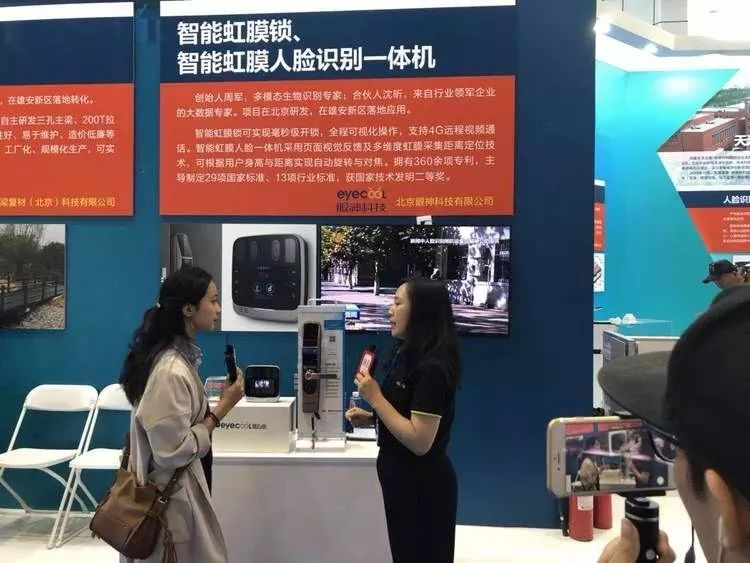 智能虹膜锁、
智能虹膜人脸识别一体机
创始人周军，多模态生物识别专家；合伙人沈昕，来自行业领军企业
的大数据专家。项目在北京研发、在雄安新区落地应用。
智能虹膜锁可实现毫秒级开锁，全程可视化操作，支持4G远程视频通
话。智能虹膜人脸一体机采用页面视觉反馈及多维度虹膜采集距离定位技
术，可根据用户身高与距离实现自动旋转与对焦。拥有360余项专利，主
导制定29项国家标准、13项行业标准，获国家技术发明二等奖。
eyecool
眼神科技
北京眼神科技有限公司
，在雄安新区落地转化。
自主研发三孔主梁、200T拉
性好、易于维护、造价低廉等
工厂化、规模化生产，可实
梁复材（北京）科技有限公司
人脸识
eyecool